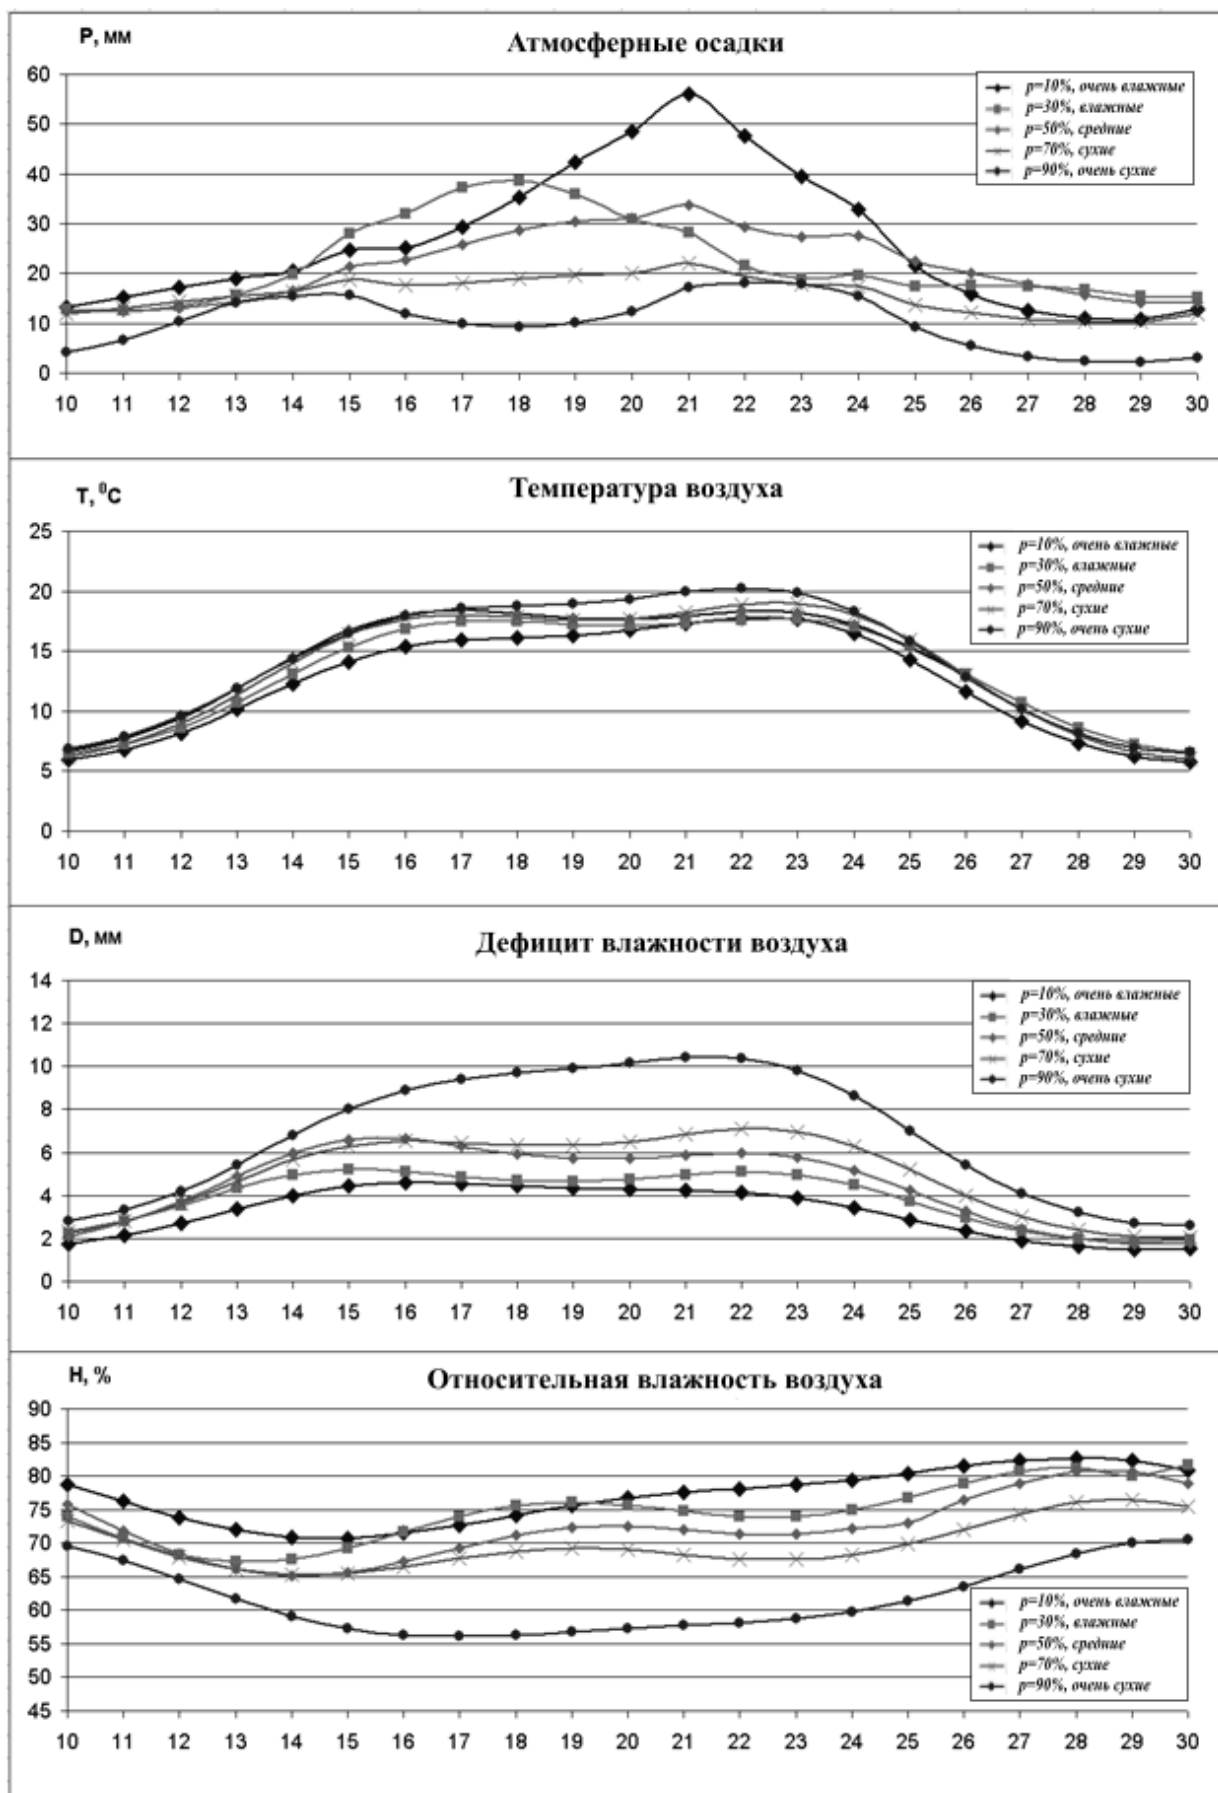 P, мм
Атмосферные осадки
60
50
40
30
20
10
0
p=10%, очень влажные
p=30%, влажные
p=50%, средние
p=70%, сухие
p=90%, очень сухие
10 11 12 13 14 15 16 17 18 19 20 21 22 23 24 25 26 27 28 29 30
T, ⁰C
Температура воздуха
25
20
15
10
5
0
p=10%, очень влажные
p=30%, влажные
p=50%, средние
p=70%, сухие
p=90%, очень сухие
10 11 12 13 14 15 16 17 18 19 20 21 22 23 24 25 26 27 28 29 30
D, мм
Дефицит влажности воздуха
14
12
10
8
6
4
2
0
p=10%, очень влажные
p=30%, влажные
p=50%, средние
p=70%, сухие
p=90%, очень сухие
10 11 12 13 14 15 16 17 18 19 20 21 22 23 24 25 26 27 28 29 30
H, %
Относительная влажность воздуха
90
85
80
75
70
65
60
55
50
45
p=10%, очень влажные
p=30%, влажные
p=50%, средние
p=70%, сухие
p=90%, очень сухие
10 11 12 13 14 15 16 17 18 19 20 21 22 23 24 25 26 27 28 29 30